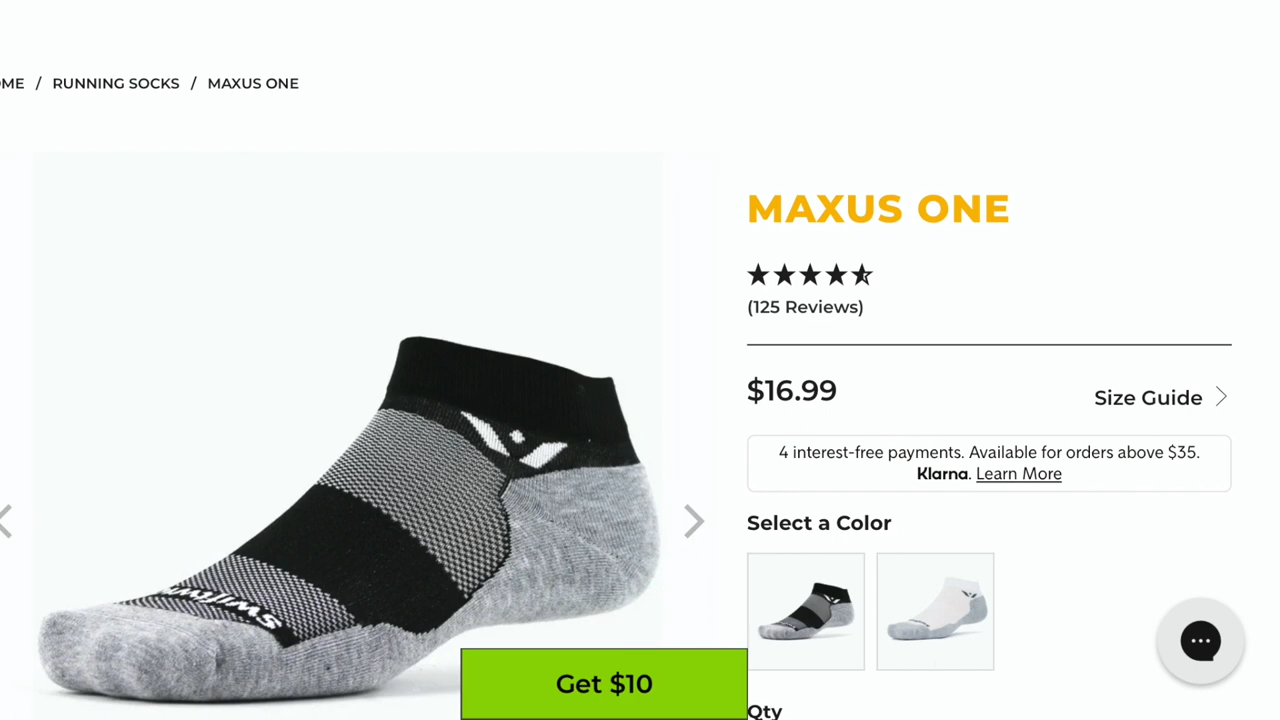 OME / RUNNING SOCKS / MAXUS ONE
MAXUS ONE
(125 Reviews)
$16.99
Size Guide
4 interest-free payments. Available for orders above $35.
Klarna. Learn More
Select a Color
swiftwick
Get $10
Qty